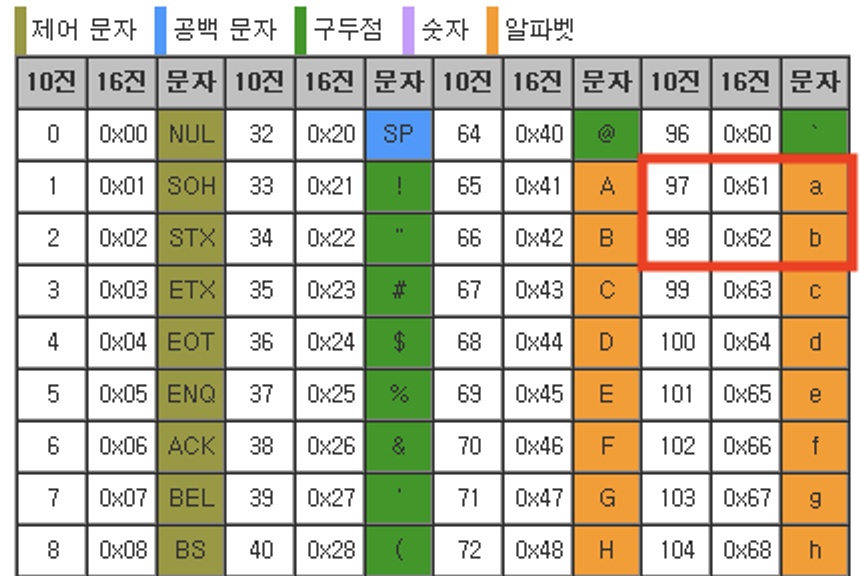 제어 문자 공백 문자 구두점 숫자 알파벳
10진 16진 문자 10진 16진 문자 10진 16진 문자 10진 16진 문자
0 0x00 NUL 32 0x20 SP 64 0x40 @ 96 0x60 `
1 0x01 SOH 33 0x21 ! 65 0x41 A 97 0x61 a
2 0x02 STX 34 0x22 " 66 0x42 B 98 0x62 b
3 0x03 ETX 35 0x23 # 67 0x43 C 99 0x63 c
4 0x04 EOT 36 0x24 $ 68 0x44 D 100 0x64 d
5 0x05 ENQ 37 0x25 % 69 0x45 E 101 0x65 e
6 0x06 ACK 38 0x26 & 70 0x46 F 102 0x66 f
7 0x07 BEL 39 0x27 ' 71 0x47 G 103 0x67 g
8 0x08 BS 40 0x28 ( 72 0x48 H 104 0x68 h